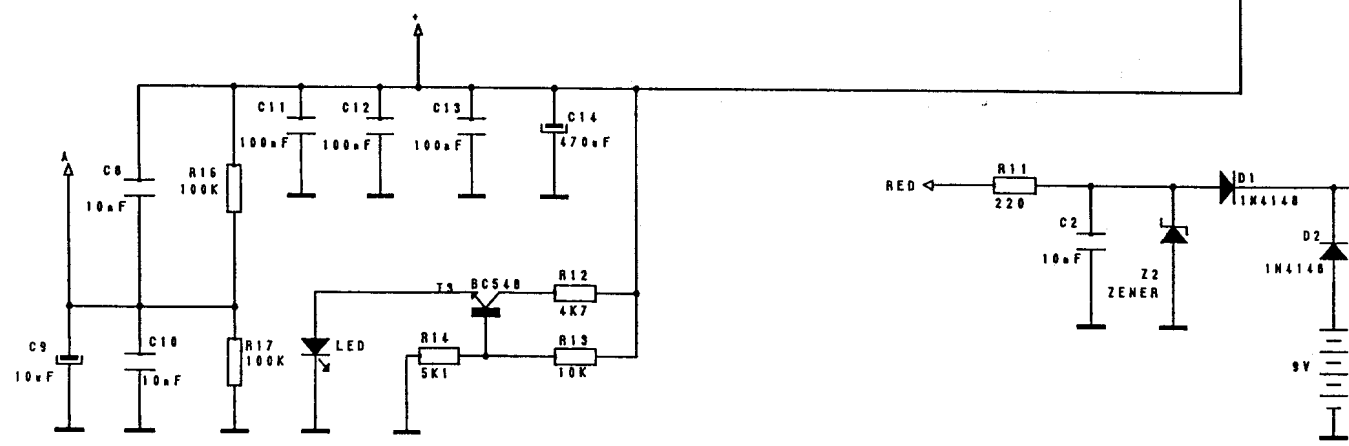 +
C11
C12
C13
C14
100nF
100nF
100nF
470uF
A
C8
10nF
R16
100K
RED
R11
220
D1
1N4148
C2
10nF
Z2
ZENER
D2
1N4148
9V
T3
BC548
R12
4K7
C9
10uF
C10
10nF
R17
100K
LED
R14
5K1
R13
10K